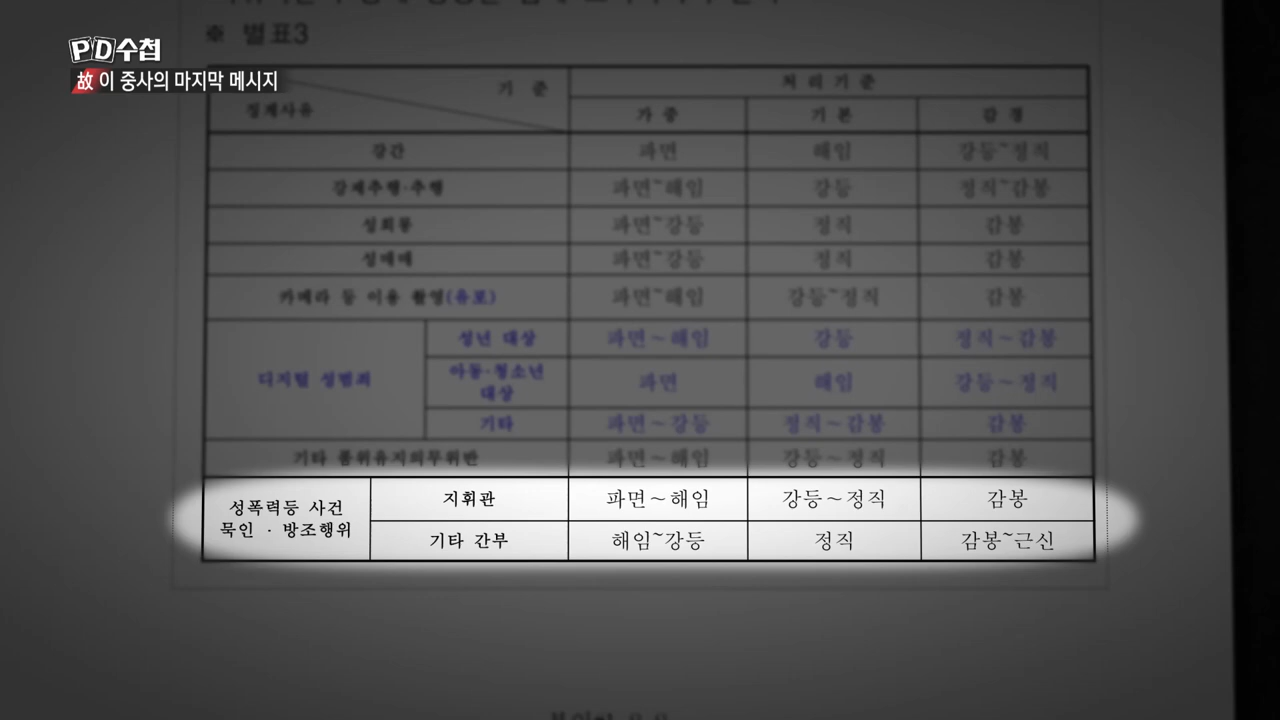 PD수첩
故 이 중사의 마지막 메시지
※ 별표3
기 준
징계사유
처 리 기 준
가 중 기 본 감 경
강간 파면 해임 강등~정직
강제추행·추행 파면~해임 강등 정직~감봉
성희롱 파면~강등 정직 감봉
성매매 파면~강등 정직 감봉
카메라 등 이용 촬영(유포) 파면~해임 강등~정직 감봉
디지털 성범죄
성년 대상 파면~해임 강등 정직~감봉
아동·청소년
대상
파면 해임 강등~정직
기타 파면~강등 정직~감봉 감봉
기타 품위유지의무위반 파면~해임 강등~정직 감봉
성폭력등 사건
묵인 · 방조행위
지휘관 파면~해임 강등~정직 감봉
기타 간부 해임~강등 정직 감봉~근신